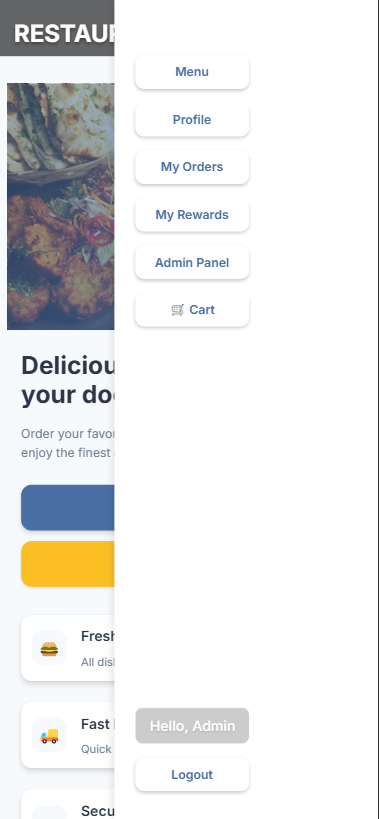 RESTAUR
Menu
Profile
My Orders
My Rewards
Admin Panel
Cart
Deliciou
your do
Order your favor
enjoy the finest
Fresh
All dis
Fast
Quick
Secu
Hello, Admin
Logout